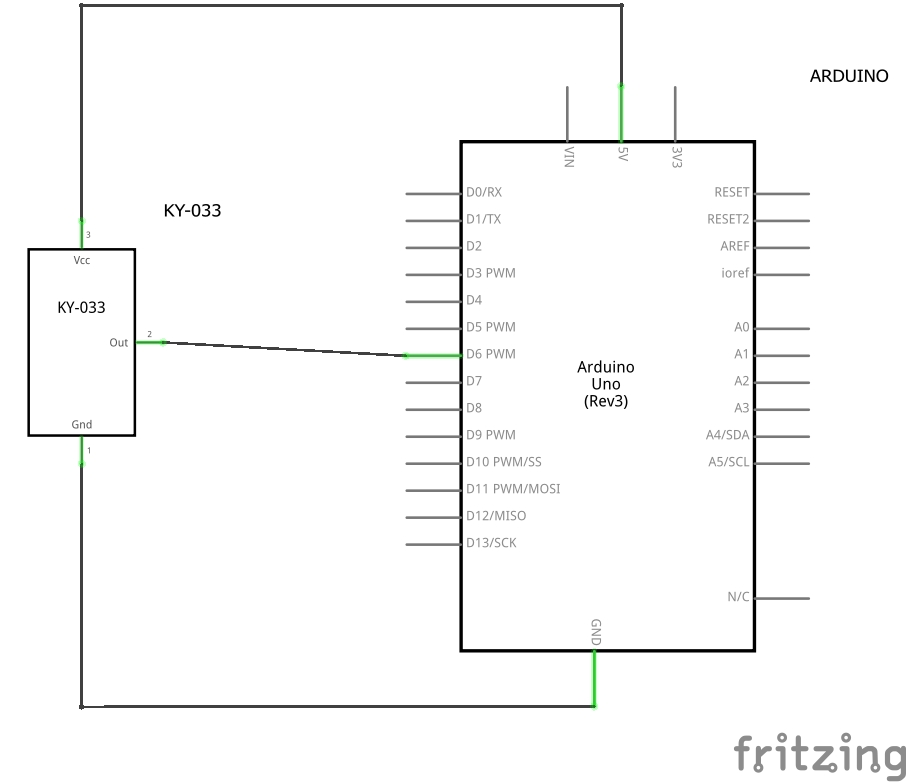 ARDUINO
VIN
5V
3V3
KY-033
3
Vcc
KY-033
Out
2
Gnd
1
D0/RX
D1/TX
D2
D3 PWM
D4
D5 PWM
D6 PWM
D7
D8
D9 PWM
D10 PWM/SS
D11 PWM/MOSI
D12/MISO
D13/SCK
Arduino
Uno
(Rev3)
RESET
RESET2
AREF
ioref
A0
A1
A2
A3
A4/SDA
A5/SCL
N/C
GND
fritzing